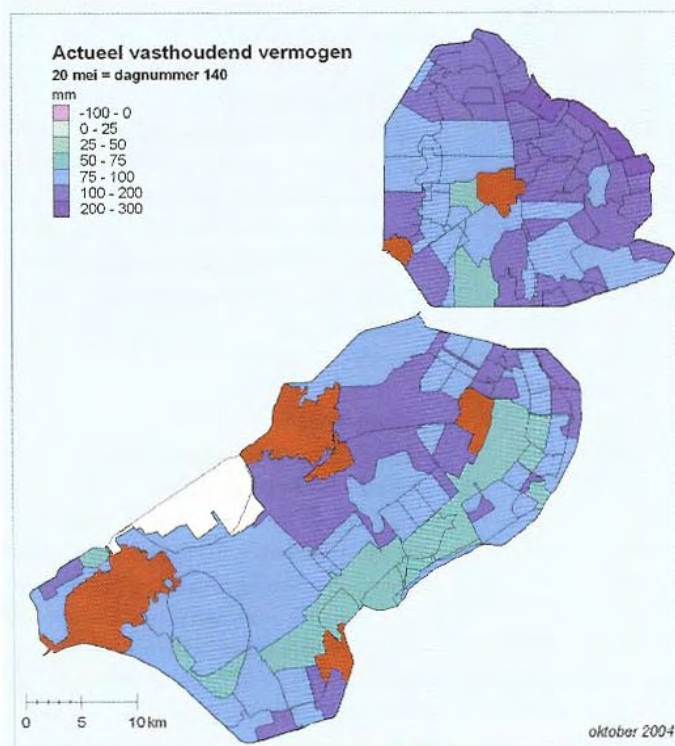 Actueel vasthoudend vermogen
20 mei = dagnummer 140
mm
-100 - 0
0 - 25
25 - 50
50 - 75
75 - 100
100 - 200
200 - 300
0 5 10 km
oktober 2004